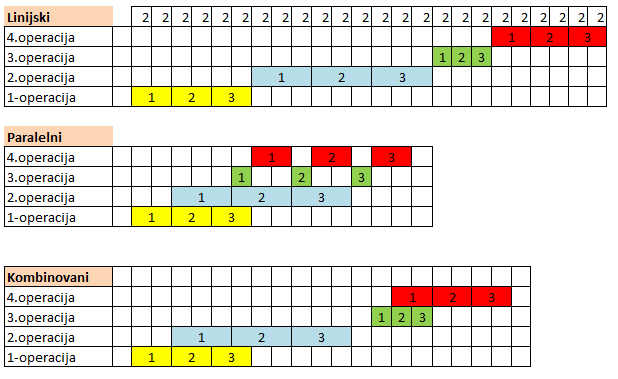 Linijski 2 2 2 2 2 2 2 2 2 2 2 2 2 2 2 2 2 2 2 2 2 2 2 2
4.operacija 1 2 3
3.operacija 1 2 3
2.operacija 1 2 3
1-operacija 1 2 3
Paralelni
4.operacija 1 2 3
3.operacija 1 2 3
2.operacija 1 2 3
1-operacija 1 2 3
Kombinovani
4.operacija 1 2 3
3.operacija 1 2 3
2.operacija 1 2 3
1-operacija 1 2 3